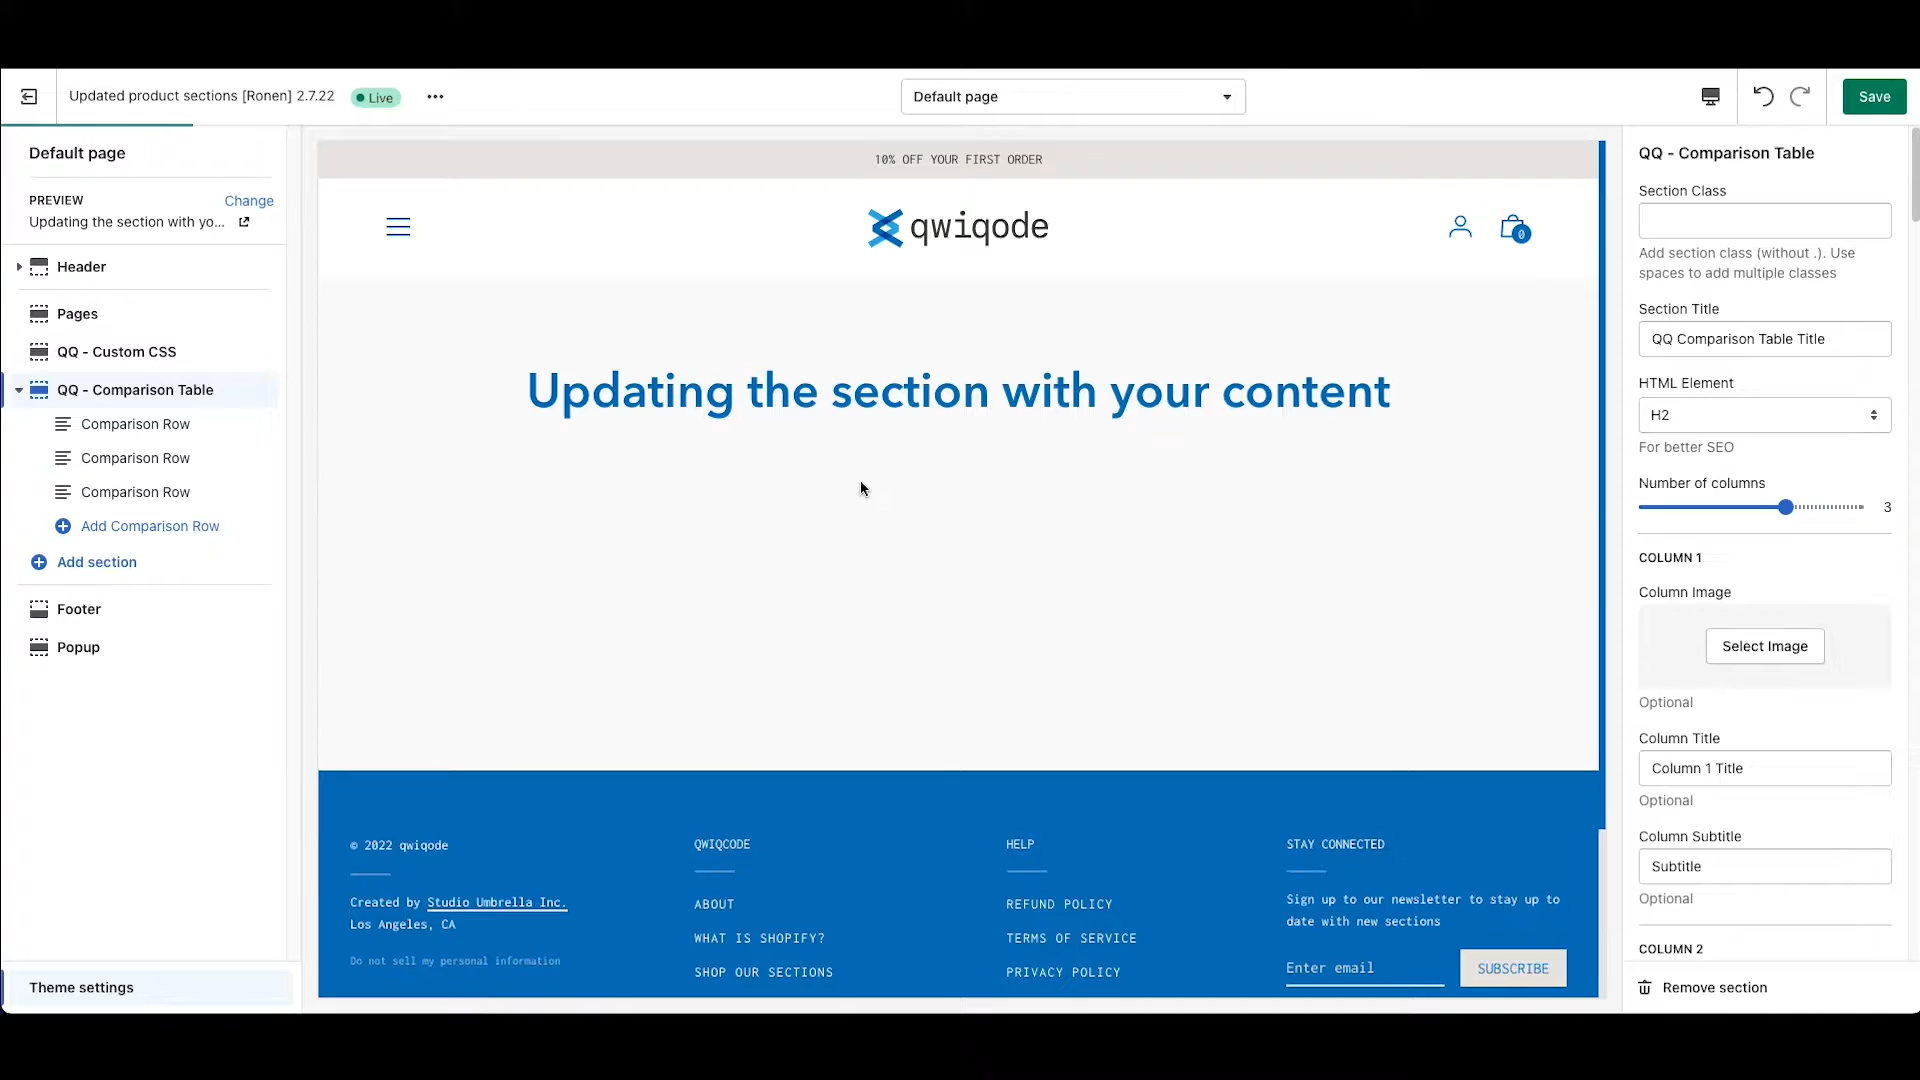 Updated product sections [Ronen] 2.7.22
Live
Default page
Save
Default page
PREVIEW
Change
Updating the section with yo...
Header
Pages
QQ - Custom CSS
QQ - Comparison Table
Comparison Row
Comparison Row
Comparison Row
Add Comparison Row
Add section
Footer
Popup
Theme settings
10% OFF YOUR FIRST ORDER
qwiqode
0
Updating the section with your content
© 2022 qwiqode
Created by Studio Umbrella Inc.
Los Angeles, CA
Do not sell my personal information
QWIQCODE
ABOUT
WHAT IS SHOPIFY?
SHOP OUR SECTIONS
HELP
REFUND POLICY
TERMS OF SERVICE
PRIVACY POLICY
STAY CONNECTED
Sign up to our newsletter to stay up to
date with new sections
Enter email
SUBSCRIBE
QQ - Comparison Table
Section Class
Add section class (without .). Use
spaces to add multiple classes
Section Title
QQ Comparison Table Title
HTML Element
H2
For better SEO
Number of columns
3
COLUMN 1
Column Image
Select Image
Optional
Column Title
Column 1 Title
Optional
Column Subtitle
Subtitle
Optional
COLUMN 2
Remove section